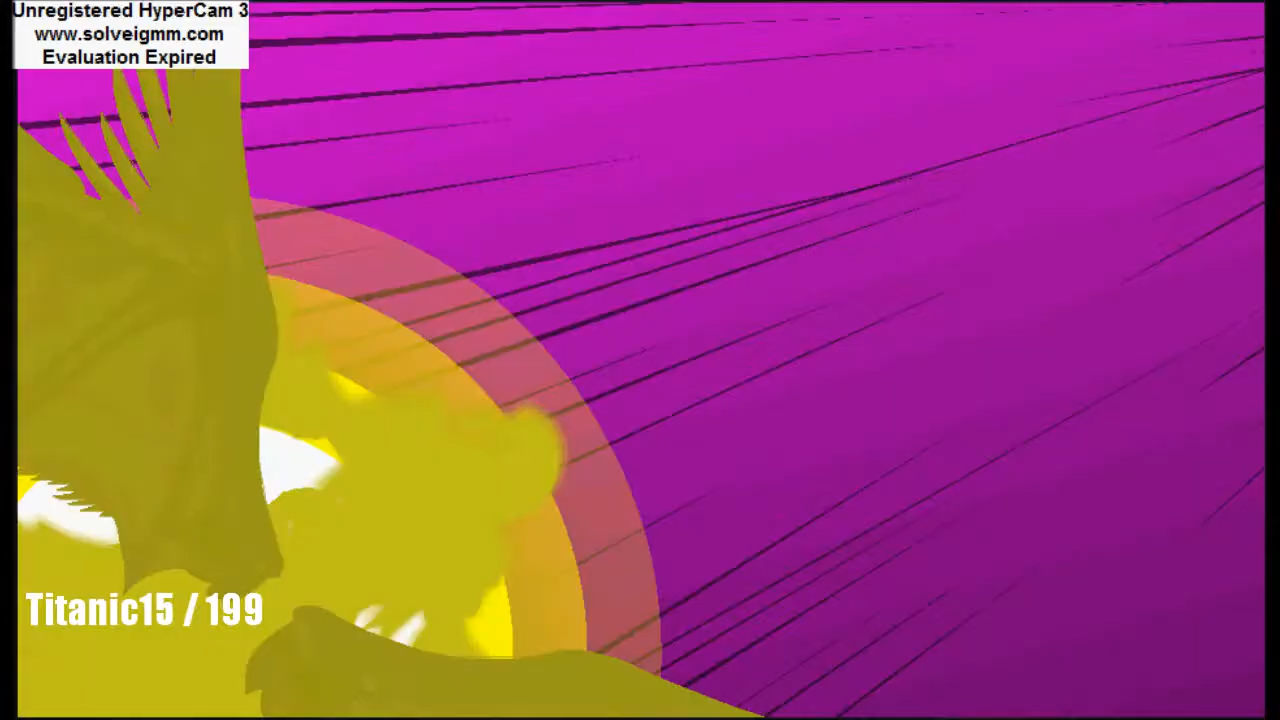 Unregistered HyperCam 3
www.solveigmm.com
Evaluation Expired
Titanic15 / 199